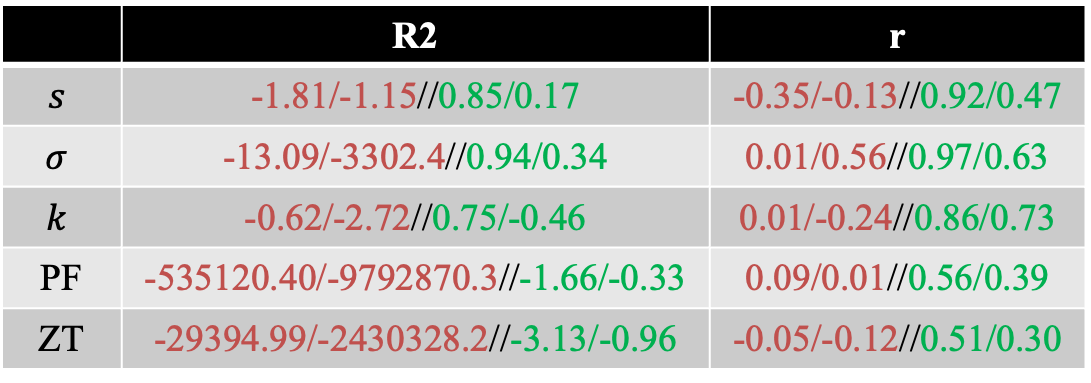 R2 r
s -1.81/-1.15//0.85/0.17 -0.35/-0.13//0.92/0.47
σ -13.09/-3302.4//0.94/0.34 0.01/0.56//0.97/0.63
k -0.62/-2.72//0.75/-0.46 0.01/-0.24//0.86/0.73
PF -535120.40/-9792870.3//-1.66/-0.33 0.09/0.01//0.56/0.39
ZT -29394.99/-2430328.2//-3.13/-0.96 -0.05/-0.12//0.51/0.30